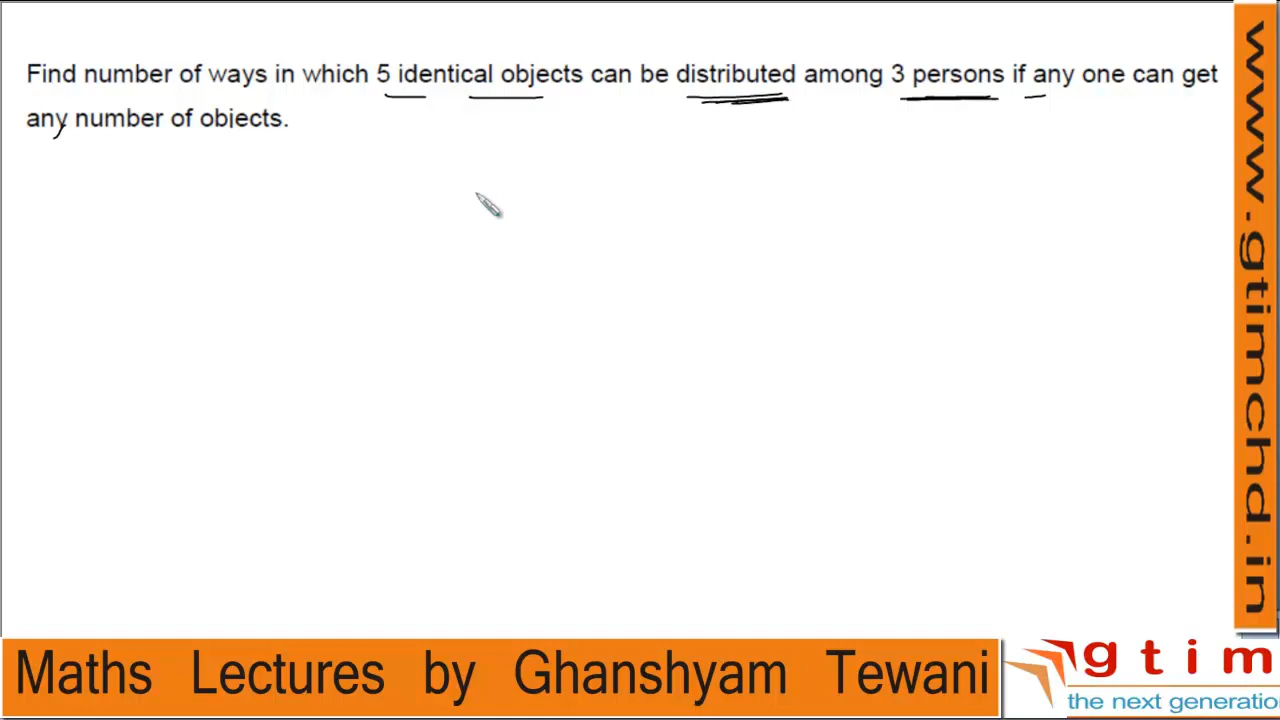 Find number of ways in which 5 identical objects can be distributed among 3 persons if any one can get
any number of objects.
www.gtimchd.in
Maths Lectures by Ghanshyam Tewani
gtim
the next generatio